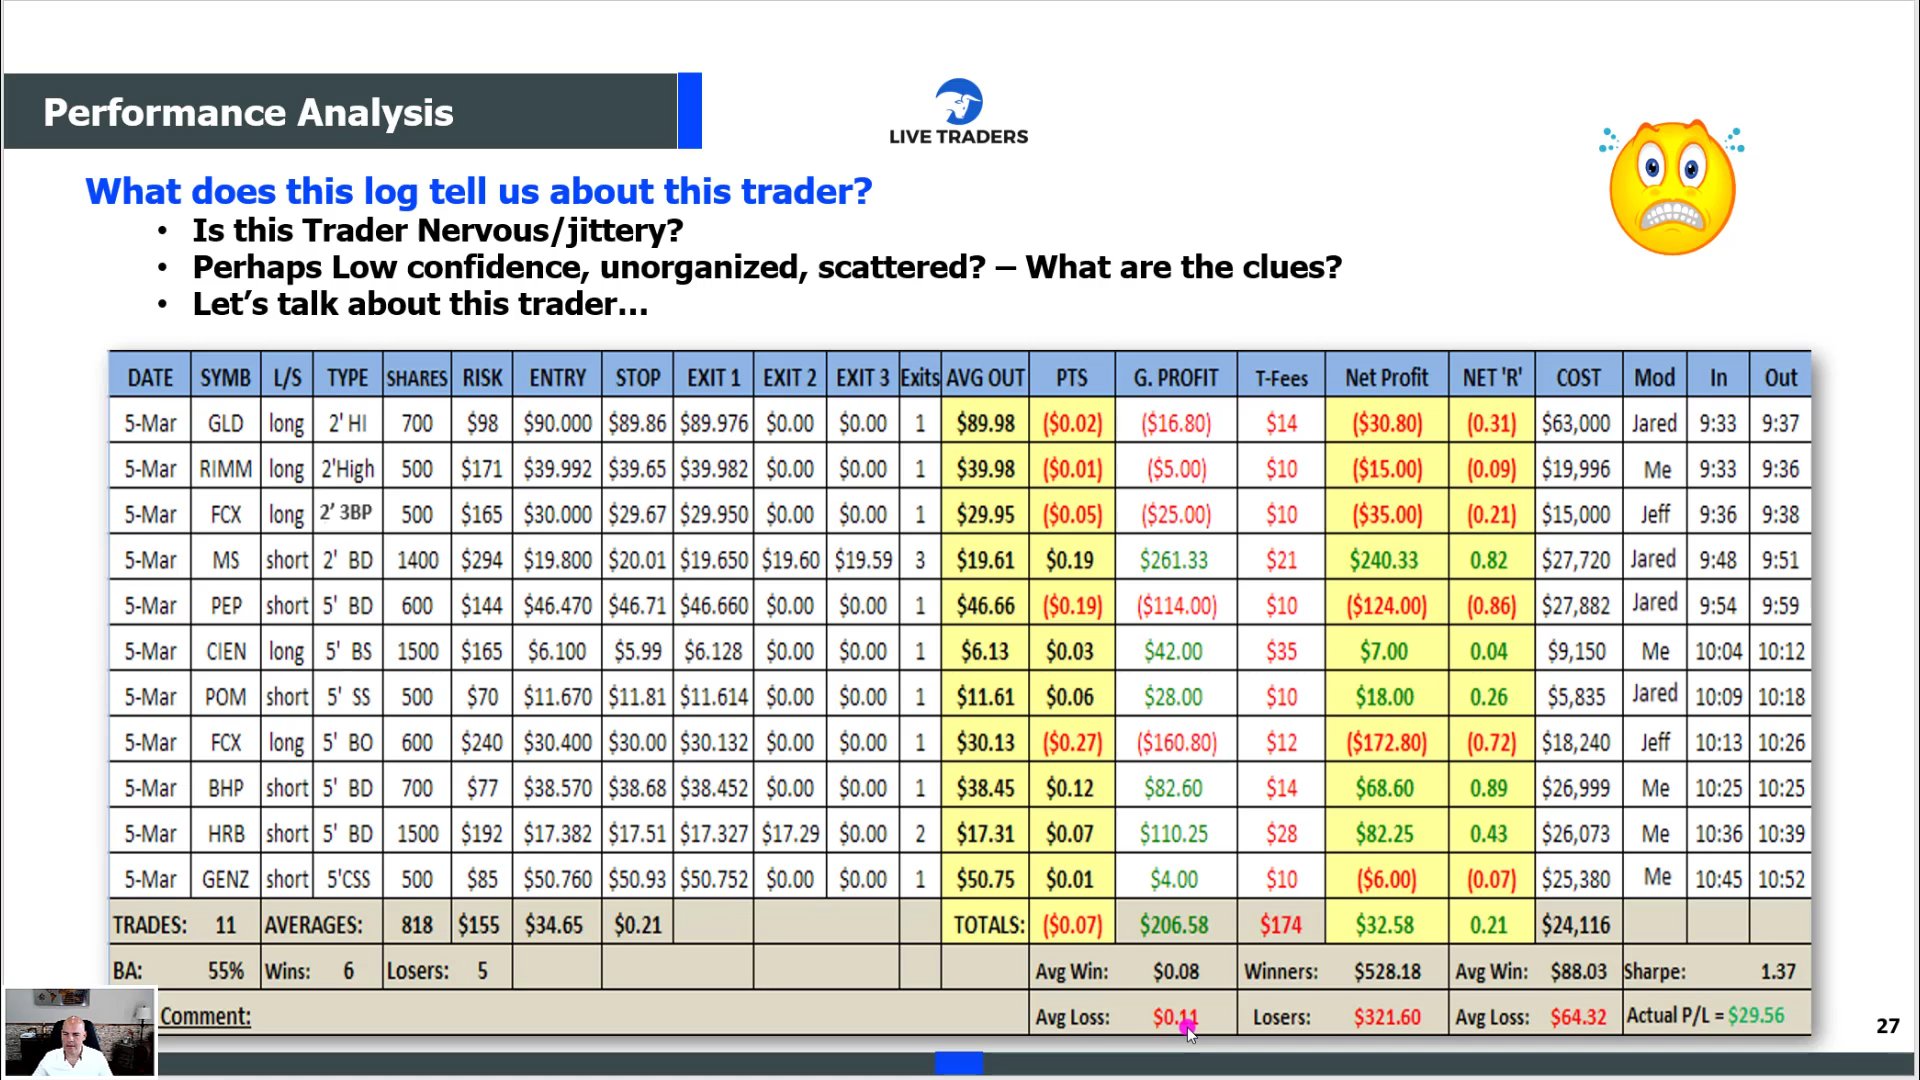 Performance Analysis
LIVE TRADERS
What does this log tell us about this trader?
• Is this Trader Nervous/jittery?
• Perhaps Low confidence, unorganized, scattered? – What are the clues?
• Let's talk about this trader...
DATE SYMB L/S TYPE SHARES RISK ENTRY STOP EXIT 1 EXIT 2 EXIT 3 Exits AVG OUT PTS G. PROFIT T-Fees Net Profit NET 'R' COST Mod In Out
5-Mar GLD long 2' HI 700 $98 $90.000 $89.86 $89.976 $0.00 $0.00 1 $89.98 ($0.02) ($16.80) $14 ($30.80) (0.31) $63,000 Jared 9:33 9:37
5-Mar RIMM long 2'High 500 $171 $39.992 $39.65 $39.982 $0.00 $0.00 1 $39.98 ($0.01) ($5.00) $10 ($15.00) (0.09) $19,996 Me 9:33 9:36
5-Mar FCX long 2' 3BP 500 $165 $30.000 $29.67 $29.950 $0.00 $0.00 1 $29.95 ($0.05) ($25.00) $10 ($35.00) (0.21) $15,000 Jeff 9:36 9:38
5-Mar MS short 2' BD 1400 $294 $19.800 $20.01 $19.650 $19.60 $19.59 3 $19.61 $0.19 $261.33 $21 $240.33 0.82 $27,720 Jared 9:48 9:51
5-Mar PEP short 5' BD 600 $144 $46.470 $46.71 $46.660 $0.00 $0.00 1 $46.66 ($0.19) ($114.00) $10 ($124.00) (0.86) $27,882 Jared 9:54 9:59
5-Mar CIEN long 5' BS 1500 $165 $6.100 $5.99 $6.128 $0.00 $0.00 1 $6.13 $0.03 $42.00 $35 $7.00 0.04 $9,150 Me 10:04 10:12
5-Mar POM short 5' SS 500 $70 $11.670 $11.81 $11.614 $0.00 $0.00 1 $11.61 $0.06 $28.00 $10 $18.00 0.26 $5,835 Jared 10:09 10:18
5-Mar FCX long 5' BO 600 $240 $30.400 $30.00 $30.132 $0.00 $0.00 1 $30.13 ($0.27) ($160.80) $12 ($172.80) (0.72) $18,240 Jeff 10:13 10:26
5-Mar BHP short 5' BD 700 $77 $38.570 $38.68 $38.452 $0.00 $0.00 1 $38.45 $0.12 $82.60 $14 $68.60 0.89 $26,999 Me 10:25 10:25
5-Mar HRB short 5' BD 1500 $192 $17.382 $17.51 $17.327 $17.29 $0.00 2 $17.31 $0.07 $110.25 $28 $82.25 0.43 $26,073 Me 10:36 10:39
5-Mar GENZ short 5'CSS 500 $85 $50.760 $50.93 $50.752 $0.00 $0.00 1 $50.75 $0.01 $4.00 $10 ($6.00) (0.07) $25,380 Me 10:45 10:52
TRADES: 11 AVERAGES: 818 $155 $34.65 $0.21 TOTALS: ($0.07) $206.58 $174 $32.58 0.21 $24,116
BA: 55% Wins: 6 Losers: 5 Avg Win: $0.08 Winners: $528.18 Avg Win: $88.03 Sharpe: 1.37
Comment: Avg Loss: $0.11 Losers: $321.60 Avg Loss: $64.32 Actual P/L = $29.56
27